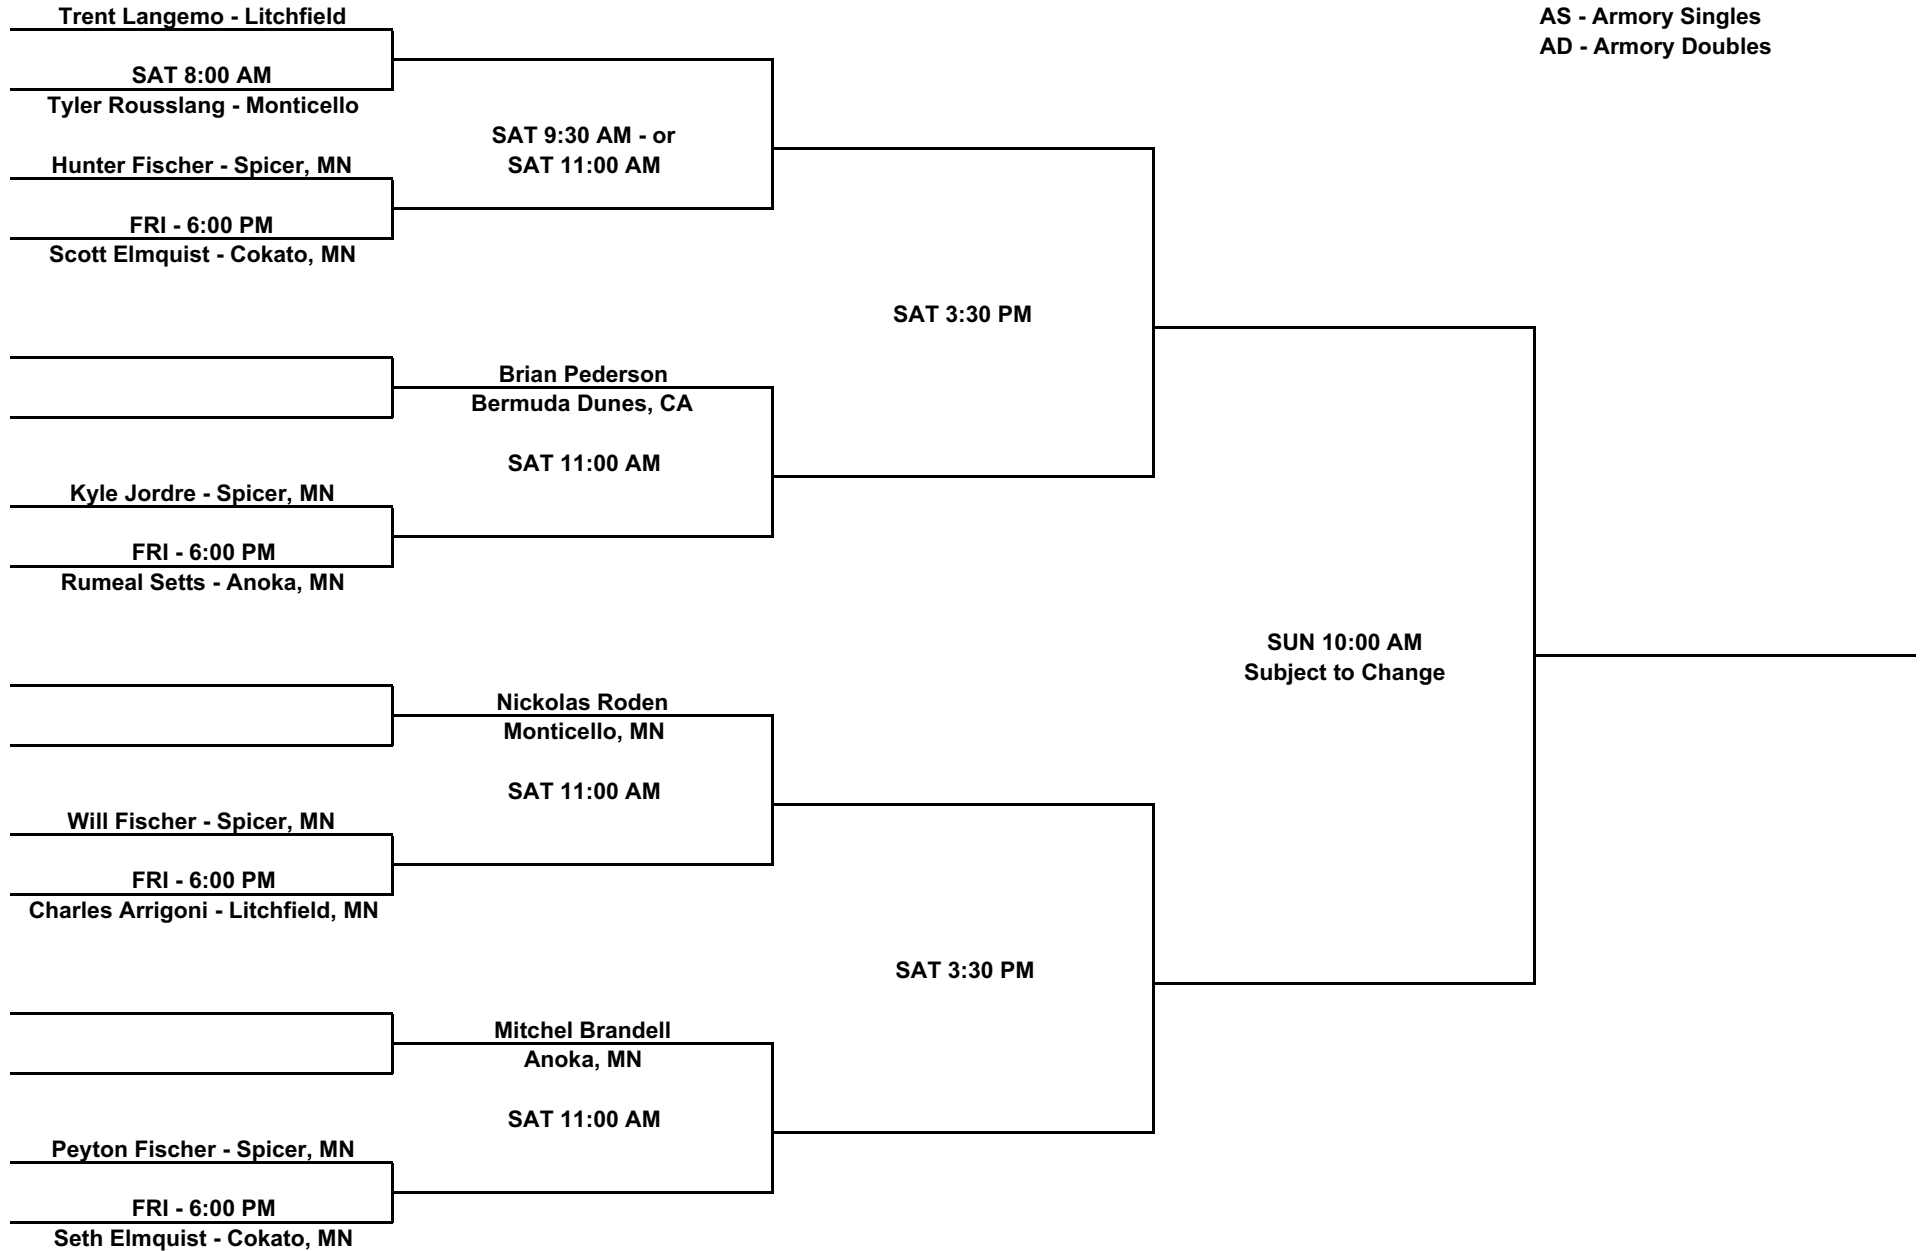 Trent Langemo - Litchfield
AS - Armory Singles
AD - Armory Doubles
SAT 8:00 AM
Tyler Rousslang - Monticello
SAT 9:30 AM - or
SAT 11:00 AM
Hunter Fischer - Spicer, MN
FRI - 6:00 PM
Scott Elmquist - Cokato, MN
SAT 3:30 PM
Brian Pederson
Bermuda Dunes, CA
SAT 11:00 AM
Kyle Jordre - Spicer, MN
FRI - 6:00 PM
Rumeal Setts - Anoka, MN
SUN 10:00 AM
Subject to Change
Nickolas Roden
Monticello, MN
SAT 11:00 AM
Will Fischer - Spicer, MN
FRI - 6:00 PM
Charles Arrigoni - Litchfield, MN
SAT 3:30 PM
Mitchel Brandell
Anoka, MN
SAT 11:00 AM
Peyton Fischer - Spicer, MN
FRI - 6:00 PM
Seth Elmquist - Cokato, MN